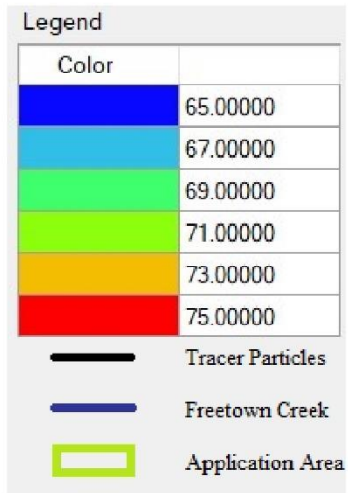 Legend
Color
65.00000
67.00000
69.00000
71.00000
73.00000
75.00000
Tracer Particles
Freetown Creek
Application Area